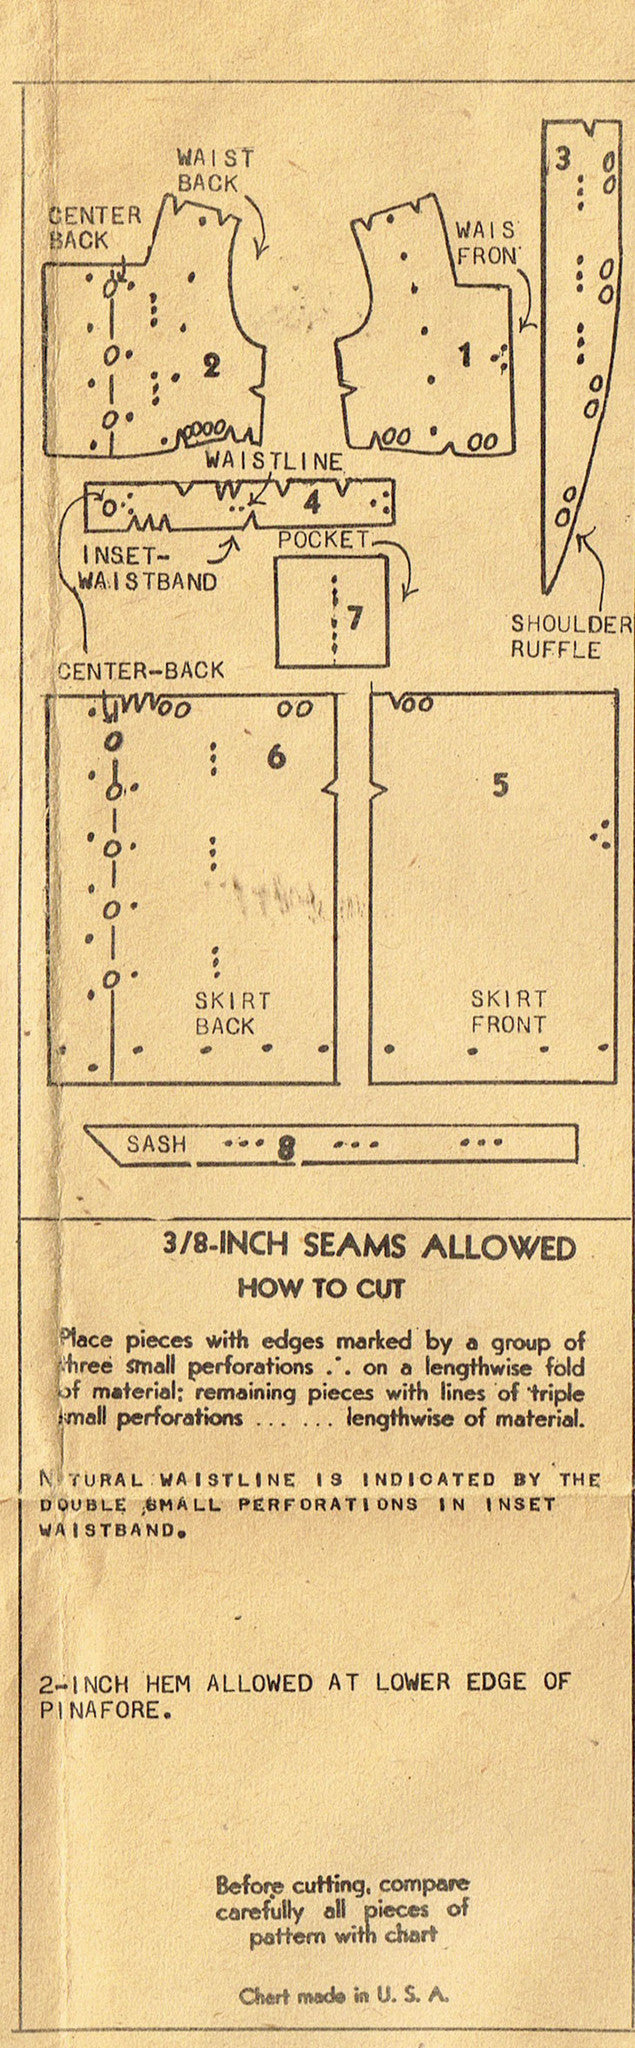 WAIST
BACK
CENTER
BACK
3
WAIS
FRON
2
1
WAISTLINE
4
INSET-
WAISTBAND
POCKET
7
SHOULDER
RUFFLE
CENTER-BACK
6
5
SKIRT
BACK
SKIRT
FRONT
SASH 8
3/8-INCH SEAMS ALLOWED
HOW TO CUT
Place pieces with edges marked by a group of
three small perforations .·. on a lengthwise fold
of material; remaining pieces with lines of triple
small perforations ... ... lengthwise of material.
N TURAL WAISTLINE IS INDICATED BY THE
DOUBLE SMALL PERFORATIONS IN INSET
WAISTBAND.
2-INCH HEM ALLOWED AT LOWER EDGE OF
PINAFORE.
Before cutting, compare
carefully all pieces of
pattern with chart
Chart made in U. S. A.